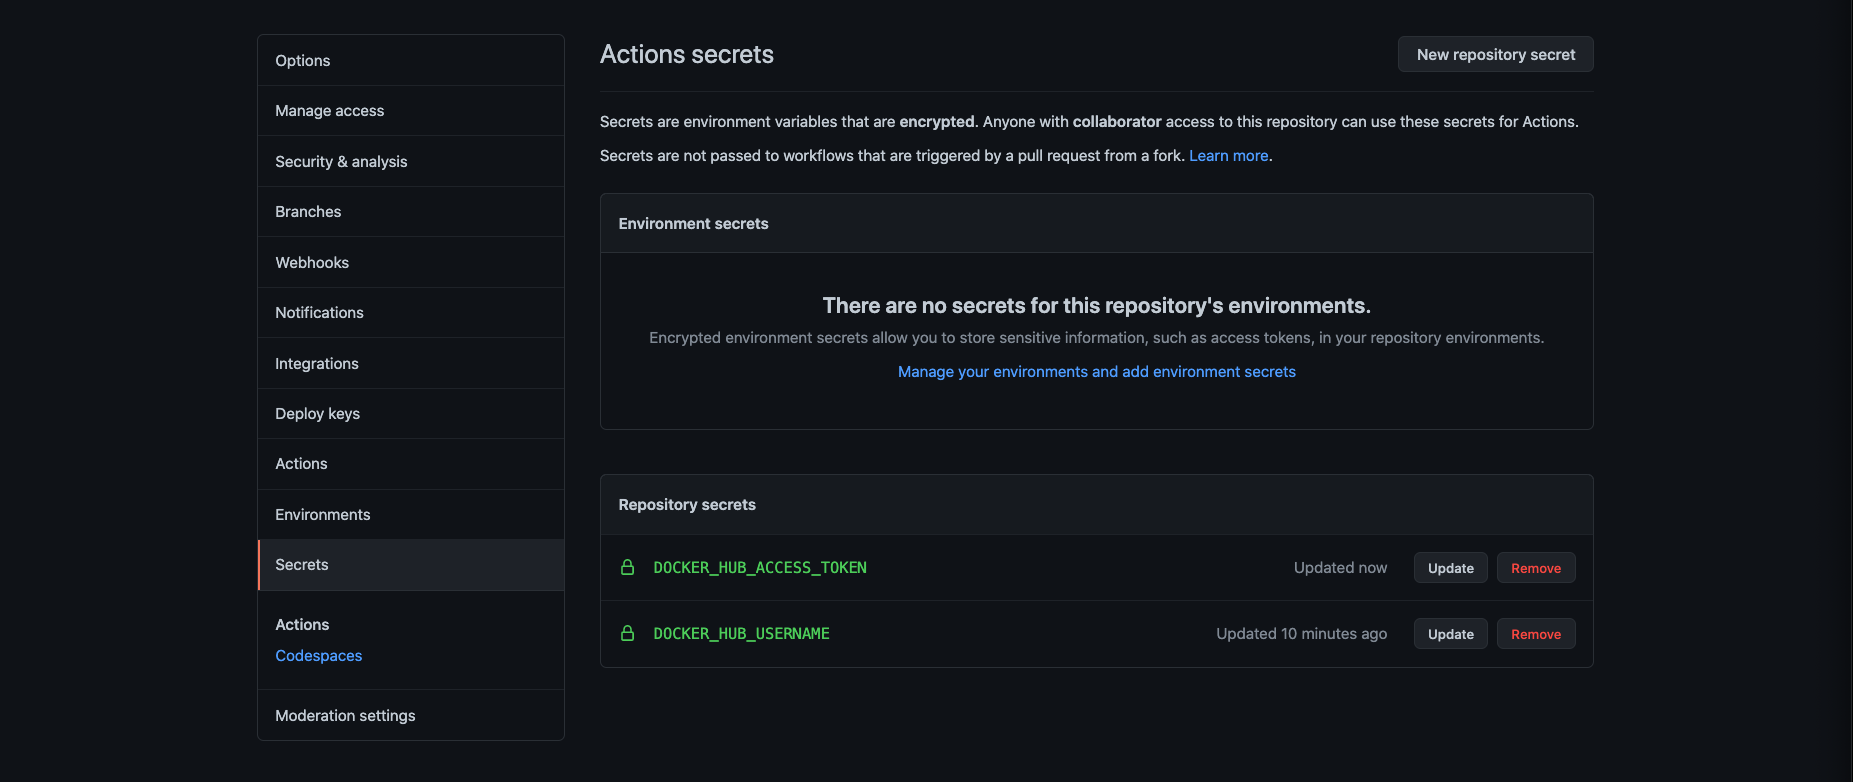 Options
Manage access
Security & analysis
Branches
Webhooks
Notifications
Integrations
Deploy keys
Actions
Environments
Secrets
Actions
Codespaces
Moderation settings
Actions secrets
New repository secret
Secrets are environment variables that are encrypted. Anyone with collaborator access to this repository can use these secrets for Actions.
Secrets are not passed to workflows that are triggered by a pull request from a fork. Learn more.
Environment secrets
There are no secrets for this repository's environments.
Encrypted environment secrets allow you to store sensitive information, such as access tokens, in your repository environments.
Manage your environments and add environment secrets
Repository secrets
DOCKER_HUB_ACCESS_TOKEN Updated now Update Remove
DOCKER_HUB_USERNAME Updated 10 minutes ago Update Remove